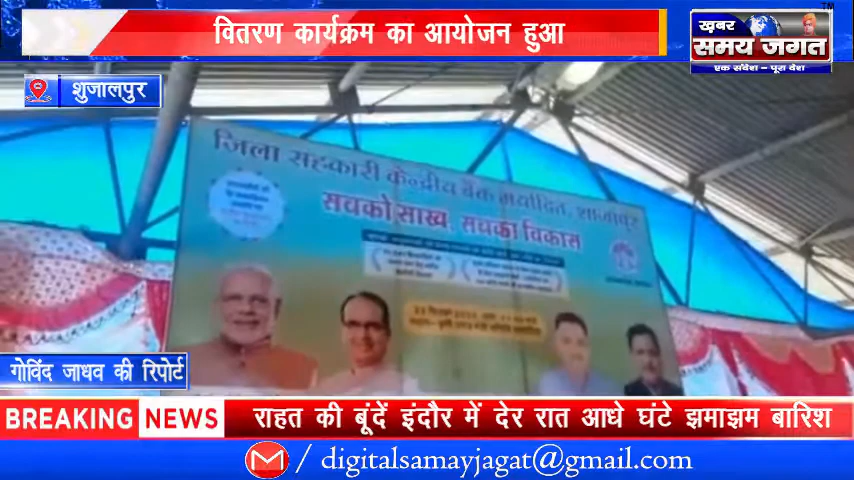 वितरण कार्यक्रम का आयोजन हुआ
ख़बर
समय जगत
एक संदेश - पूरा देश
TM
शुजालपुर
जिला सहकारी केन्द्रीय बैंक मर्यादित, शाजापुर
सबको साख, सबका विकास
गोविंद जाधव की रिपोर्ट
BREAKING NEWS
राहत की बूंदें इंदौर में देर रात आधे घंटे झमाझम बारिश
/ digitalsamayjagat@gmail.com